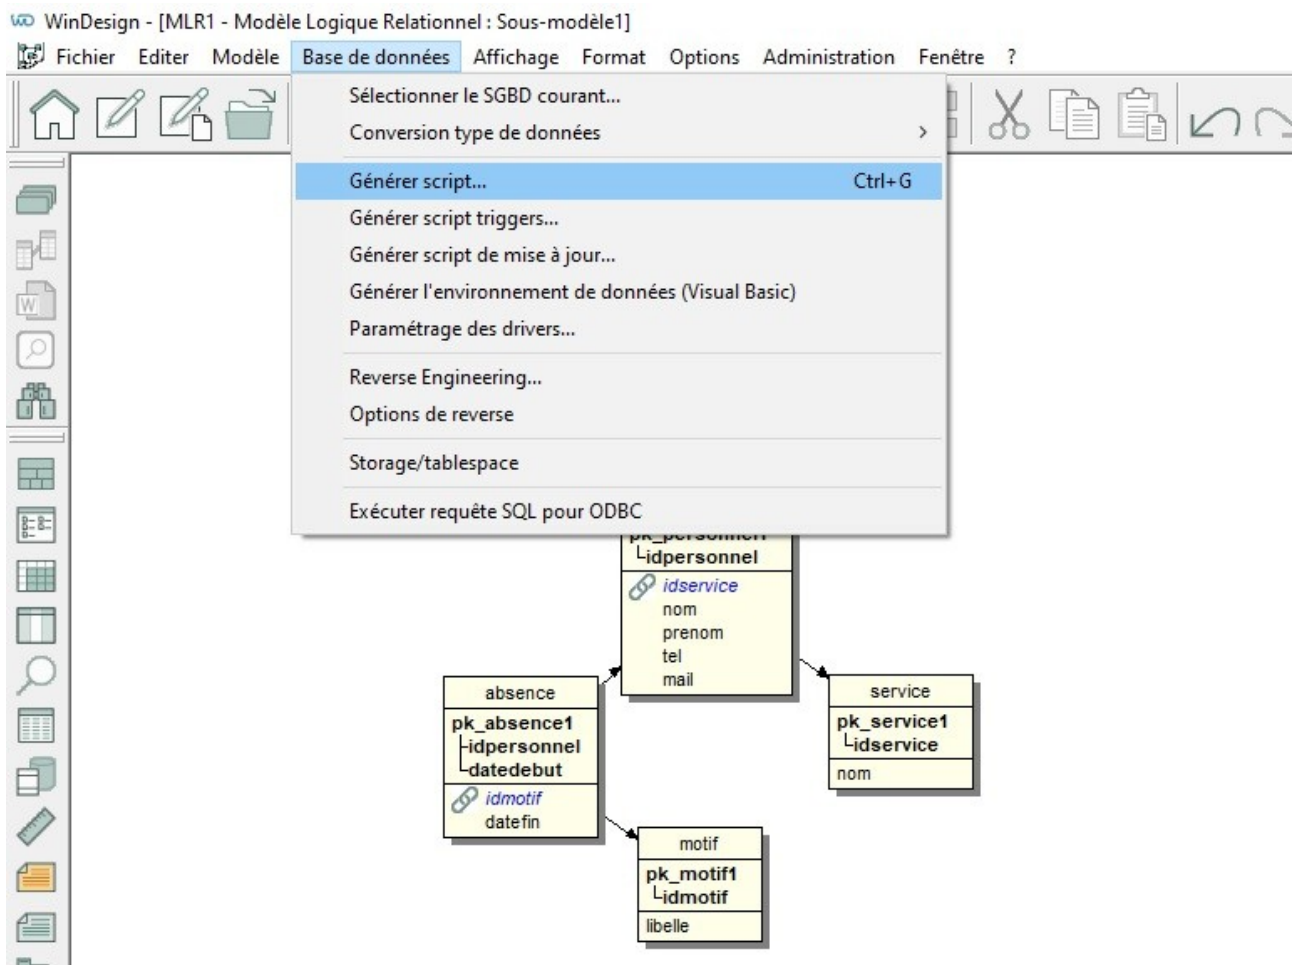 WinDesign - [MLR1 - Modèle Logique Relationnel : Sous-modèle1]
Fichier Editer Modèle Base de données Affichage Format Options Administration Fenêtre ?
Sélectionner le SGBD courant...
Conversion type de données >
Générer script... Ctrl+G
Générer script triggers...
Générer script de mise à jour...
Générer l'environnement de données (Visual Basic)
Paramétrage des drivers...
Reverse Engineering...
Options de reverse
Storage/tablespace
Exécuter requête SQL pour ODBC
pk_personnel1
idpersonnel
idservice
nom
prenom
tel
mail
absence
pk_absence1
idpersonnel
datedebut
idmotif
datefin
service
pk_service1
idservice
nom
motif
pk_motif1
idmotif
libelle